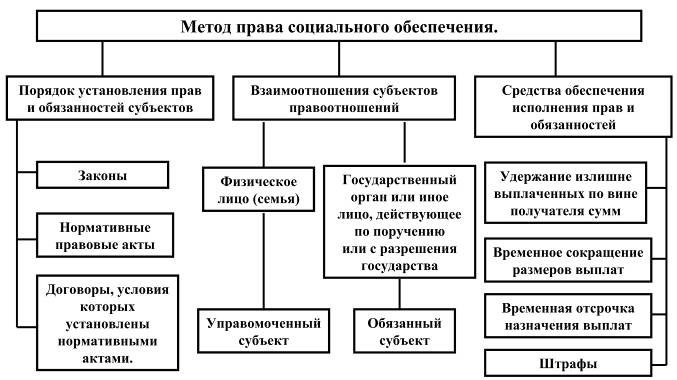 Метод права социального обеспечения.
Порядок установления прав
и обязанностей субъектов
Взаимоотношения субъектов
правоотношений
Средства обеспечения
исполнения прав и
обязанностей
Законы
Нормативные
правовые акты
Договоры, условия
которых
установлены
нормативными
актами.
Физическое
лицо (семья)
Управомоченный
субъект
Государственный
орган или иное
лицо, действующее
по поручению
или с разрешения
государства
Обязанный
субъект
Удержание излишне
выплаченных по вине
получателя сумм
Временное сокращение
размеров выплат
Временная отсрочка
назначения выплат
Штрафы